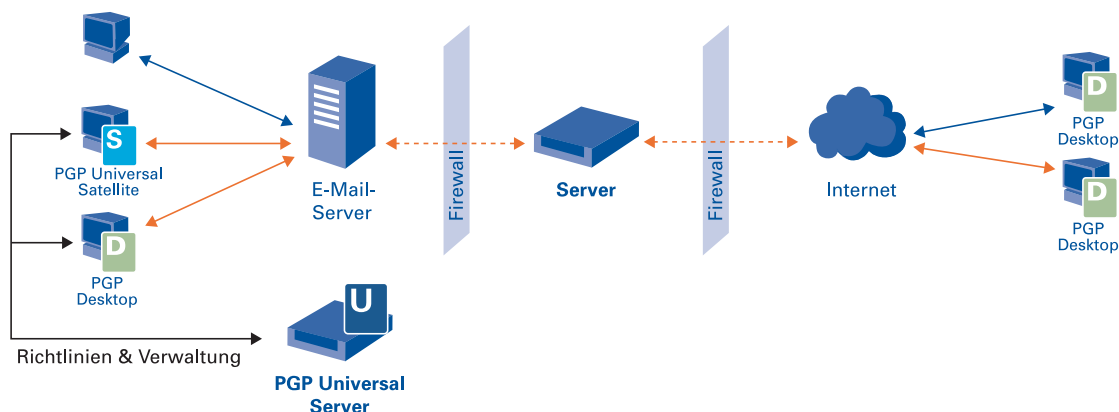 S
PGP Universal
Satellite
D
PGP
Desktop
Richtlinien & Verwaltung
E-Mail-
Server
U
PGP Universal
Server
Firewall
Server
Firewall
Internet
D
PGP
Desktop
D
PGP
Desktop